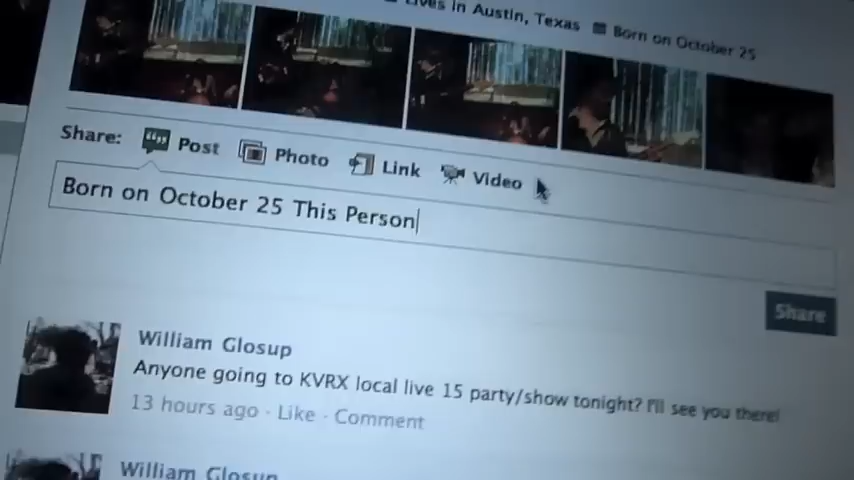 Lives in Austin, Texas Born on October 25
Share: Post Photo Link Video
Born on October 25 This Person
Share
William Glosup
Anyone going to KVRX local live 15 party/show tonight? I'll see you there!
13 hours ago · Like · Comment
William Glosup